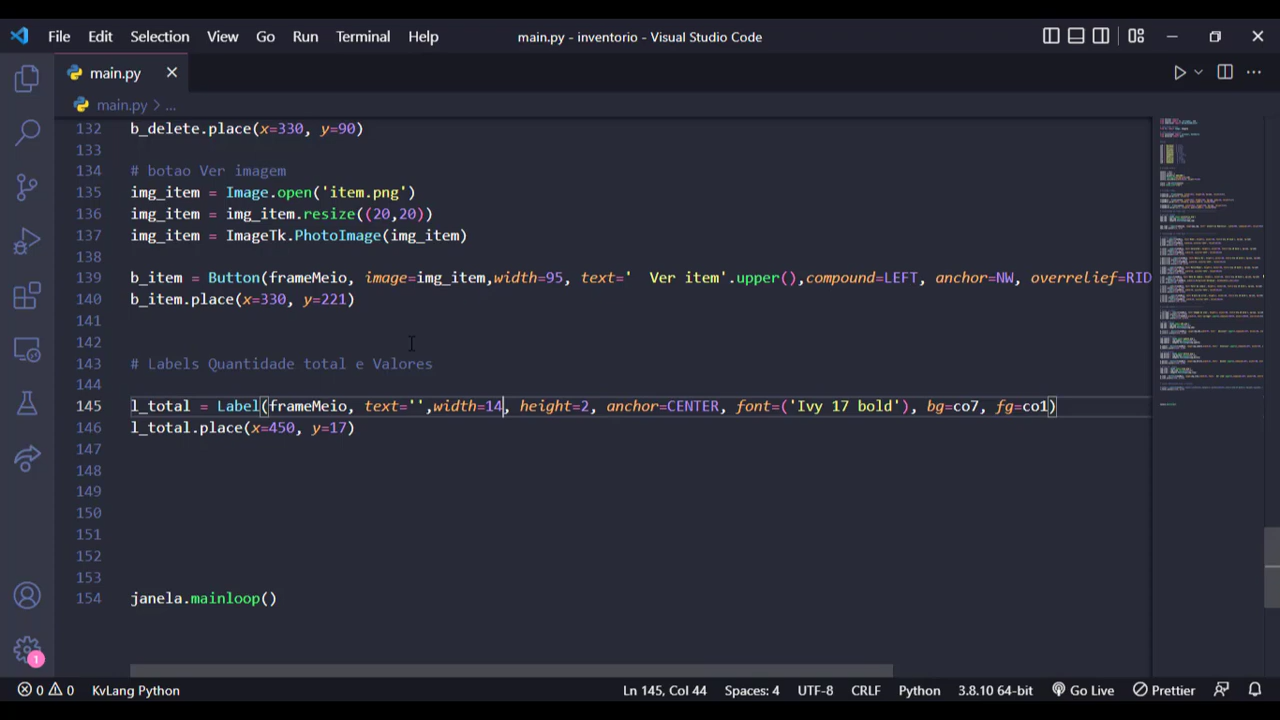 File Edit Selection View Go Run Terminal Help main.py - inventorio - Visual Studio Code
main.py
main.py > ...
132 b_delete.place(x=330, y=90)
133
134 # botao Ver imagem
135 img_item = Image.open('item.png')
136 img_item = img_item.resize((20,20))
137 img_item = ImageTk.PhotoImage(img_item)
138
139 b_item = Button(frameMeio, image=img_item,width=95, text='  Ver item'.upper(),compound=LEFT, anchor=NW, overrelief=RID
140 b_item.place(x=330, y=221)
141
142
143 # Labels Quantidade total e Valores
144
145 l_total = Label(frameMeio, text='',width=14, height=2, anchor=CENTER, font=('Ivy 17 bold'), bg=co7, fg=co1)
146 l_total.place(x=450, y=17)
147
148
149
150
151
152
153
154 janela.mainloop()
1
0 0 KvLang Python Ln 145, Col 44 Spaces: 4 UTF-8 CRLF Python 3.8.10 64-bit Go Live Prettier